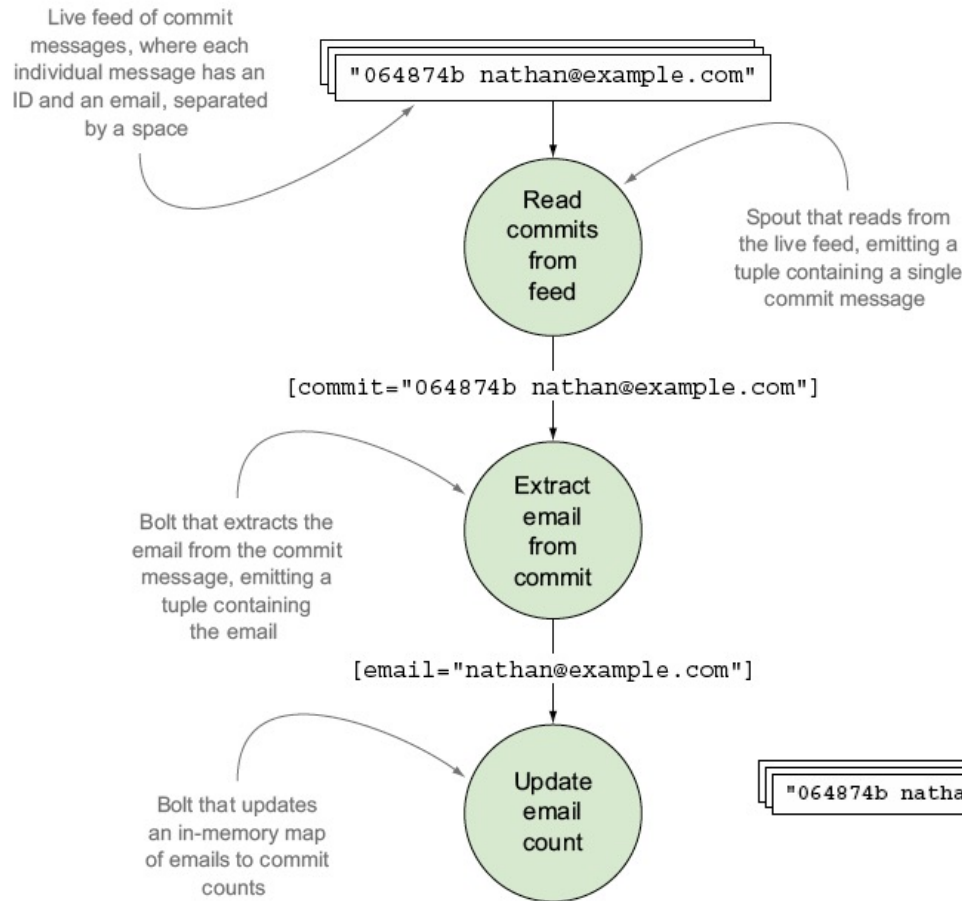 Live feed of commit
messages, where each
individual message has an
ID and an email, separated
by a space
"064874b nathan@example.com"
Read
commits
from
feed
Spout that reads from
the live feed, emitting a
tuple containing a single
commit message
[commit="064874b nathan@example.com"]
Extract
email
from
commit
Bolt that extracts the
email from the commit
message, emitting a
tuple containing
the email
[email="nathan@example.com"]
Update
email
count
Bolt that updates
an in-memory map
of emails to commit
counts
"064874b natha